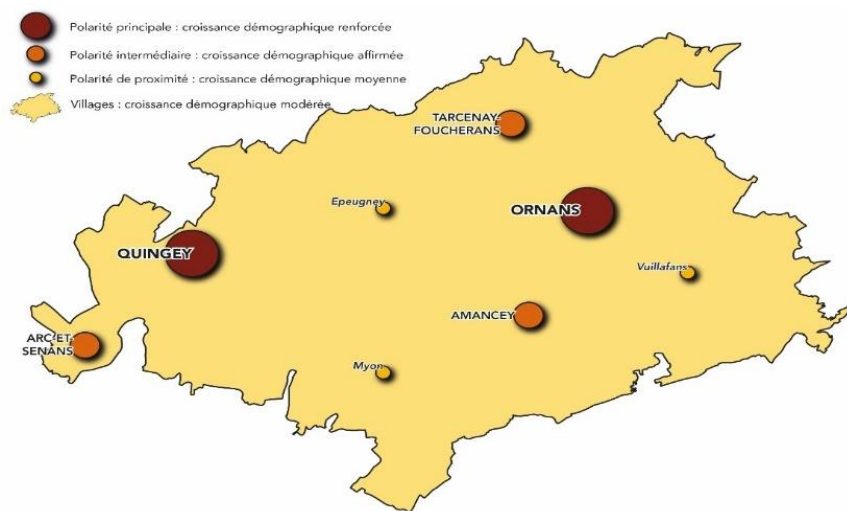 Polarité principale : croissance démographique renforcée
Polarité intermédiaire : croissance démographique affirmée
Polarité de proximité : croissance démographique moyenne
Villages : croissance démographique modérée
TARCENAY-
FOUCHERANS
Epeugney
ORNANS
QUINGEY
Vuillafans
AMANCEY
ARC-ET-
SENANS
Myon